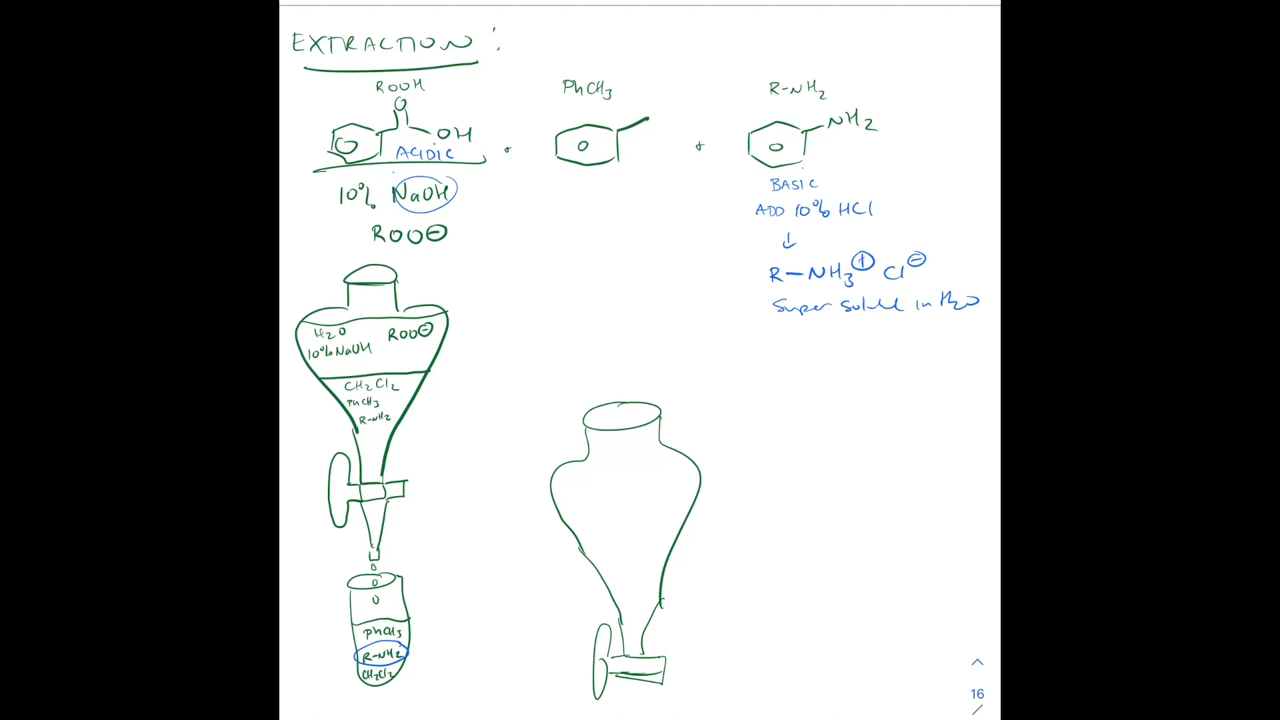 EXTRACTION :
ROOH
PhCH3
R-NH2
O
OH
ACIDIC
+
+
NH2
10% NaOH
ROO⊖
BASIC
ADD 10% HCl
↓
R-NH3⊕ Cl⊖
Super soluble in H2O
H2O
ROO⊖
10% NaOH
CH2Cl2
PhCH3
R-NH2
PhCH3
R-NH2
CH2Cl2
16